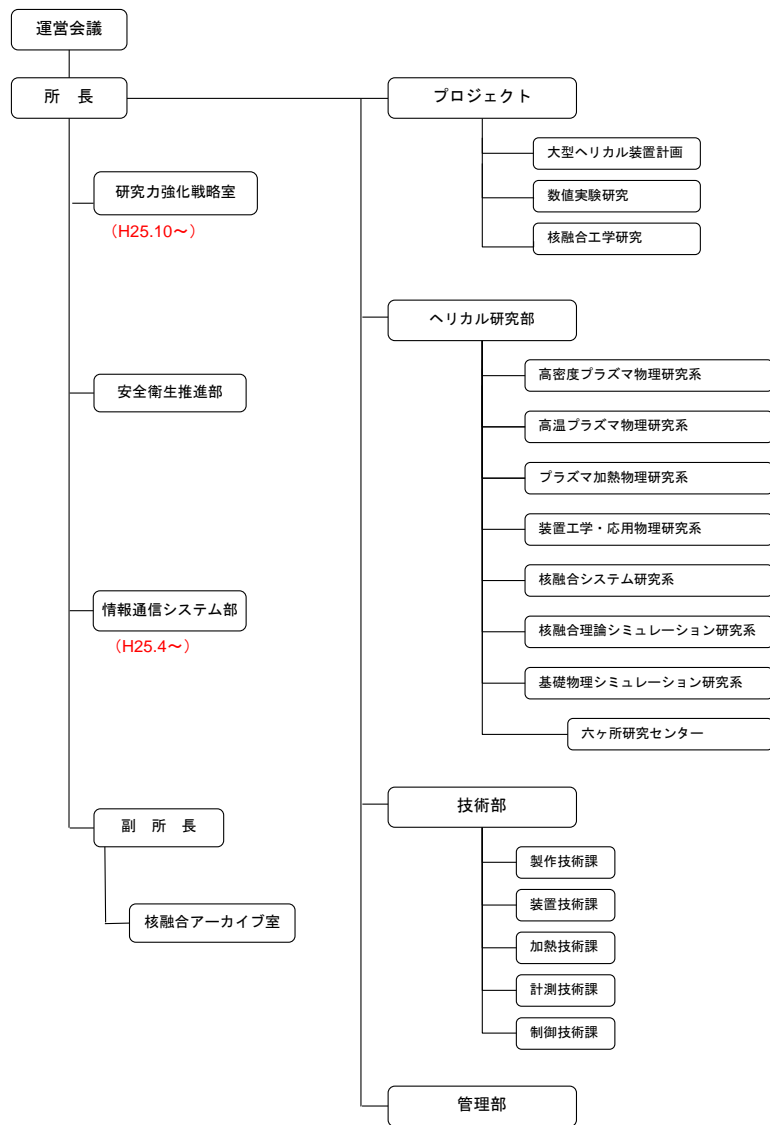 運営会議
所　長
研究力強化戦略室
（H25.10～）
安全衛生推進部
情報通信システム部
（H25.4～）
副　所　長
核融合アーカイブ室
プロジェクト
大型ヘリカル装置計画
数値実験研究
核融合工学研究
ヘリカル研究部
高密度プラズマ物理研究系
高温プラズマ物理研究系
プラズマ加熱物理研究系
装置工学・応用物理研究系
核融合システム研究系
核融合理論シミュレーション研究系
基礎物理シミュレーション研究系
六ヶ所研究センター
技術部
製作技術課
装置技術課
加熱技術課
計測技術課
制御技術課
管理部